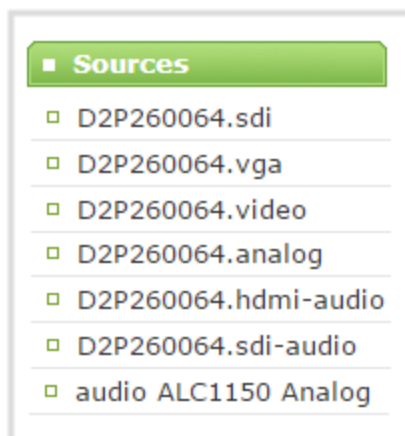 Sources
D2P260064.sdi
D2P260064.vga
D2P260064.video
D2P260064.analog
D2P260064.hdmi-audio
D2P260064.sdi-audio
audio ALC1150 Analog